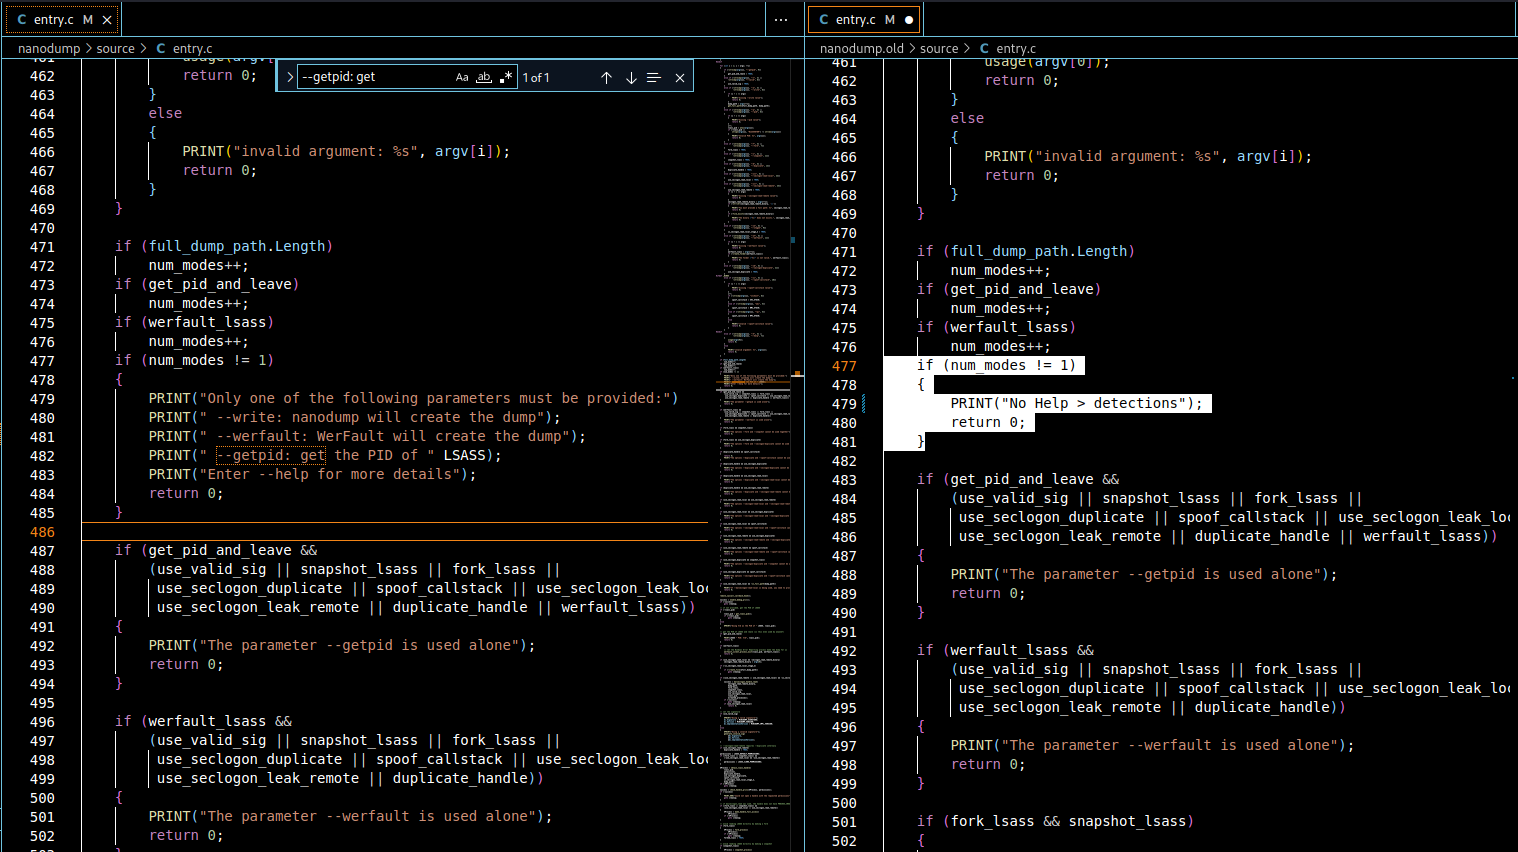 C entry.c M ×
...
nanodump > source > C entry.c
461 usage(argv[
462 return 0;
463 }
464 else
465 {
466 PRINT("invalid argument: %s", argv[i]);
467 return 0;
468 }
469 }
470
471 if (full_dump_path.Length)
472 num_modes++;
473 if (get_pid_and_leave)
474 num_modes++;
475 if (werfault_lsass)
476 num_modes++;
477 if (num_modes != 1)
478 {
479 PRINT("Only one of the following parameters must be provided:")
480 PRINT(" --write: nanodump will create the dump");
481 PRINT(" --werfault: WerFault will create the dump");
482 PRINT(" --getpid: get the PID of " LSASS);
483 PRINT("Enter --help for more details");
484 return 0;
485 }
486
487 if (get_pid_and_leave &&
488 (use_valid_sig || snapshot_lsass || fork_lsass ||
489 use_seclogon_duplicate || spoof_callstack || use_seclogon_leak_loc
490 use_seclogon_leak_remote || duplicate_handle || werfault_lsass))
491 {
492 PRINT("The parameter --getpid is used alone");
493 return 0;
494 }
495
496 if (werfault_lsass &&
497 (use_valid_sig || snapshot_lsass || fork_lsass ||
498 use_seclogon_duplicate || spoof_callstack || use_seclogon_leak_loc
499 use_seclogon_leak_remote || duplicate_handle))
500 {
501 PRINT("The parameter --werfault is used alone");
502 return 0;
503 }
> --getpid: get Aa ab .* 1 of 1
C entry.c M ●
nanodump.old > source > C entry.c
461 usage(argv[0]);
462 return 0;
463 }
464 else
465 {
466 PRINT("invalid argument: %s", argv[i]);
467 return 0;
468 }
469 }
470
471 if (full_dump_path.Length)
472 num_modes++;
473 if (get_pid_and_leave)
474 num_modes++;
475 if (werfault_lsass)
476 num_modes++;
477 if (num_modes != 1)
478 {
479 PRINT("No Help > detections");
480 return 0;
481 }
482
483 if (get_pid_and_leave &&
484 (use_valid_sig || snapshot_lsass || fork_lsass ||
485 use_seclogon_duplicate || spoof_callstack || use_seclogon_leak_loc
486 use_seclogon_leak_remote || duplicate_handle || werfault_lsass))
487 {
488 PRINT("The parameter --getpid is used alone");
489 return 0;
490 }
491
492 if (werfault_lsass &&
493 (use_valid_sig || snapshot_lsass || fork_lsass ||
494 use_seclogon_duplicate || spoof_callstack || use_seclogon_leak_loc
495 use_seclogon_leak_remote || duplicate_handle))
496 {
497 PRINT("The parameter --werfault is used alone");
498 return 0;
499 }
500
501 if (fork_lsass && snapshot_lsass)
502 {